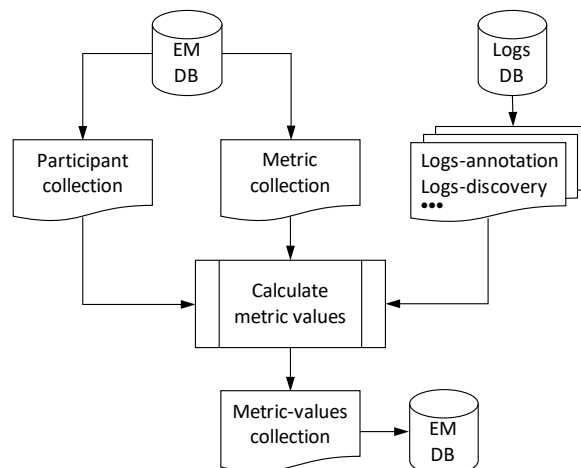 EM
DB
Logs
DB
Participant
collection
Metric
collection
Logs-annotation
Logs-discovery
•••
Calculate
metric values
Metric-values
collection
EM
DB